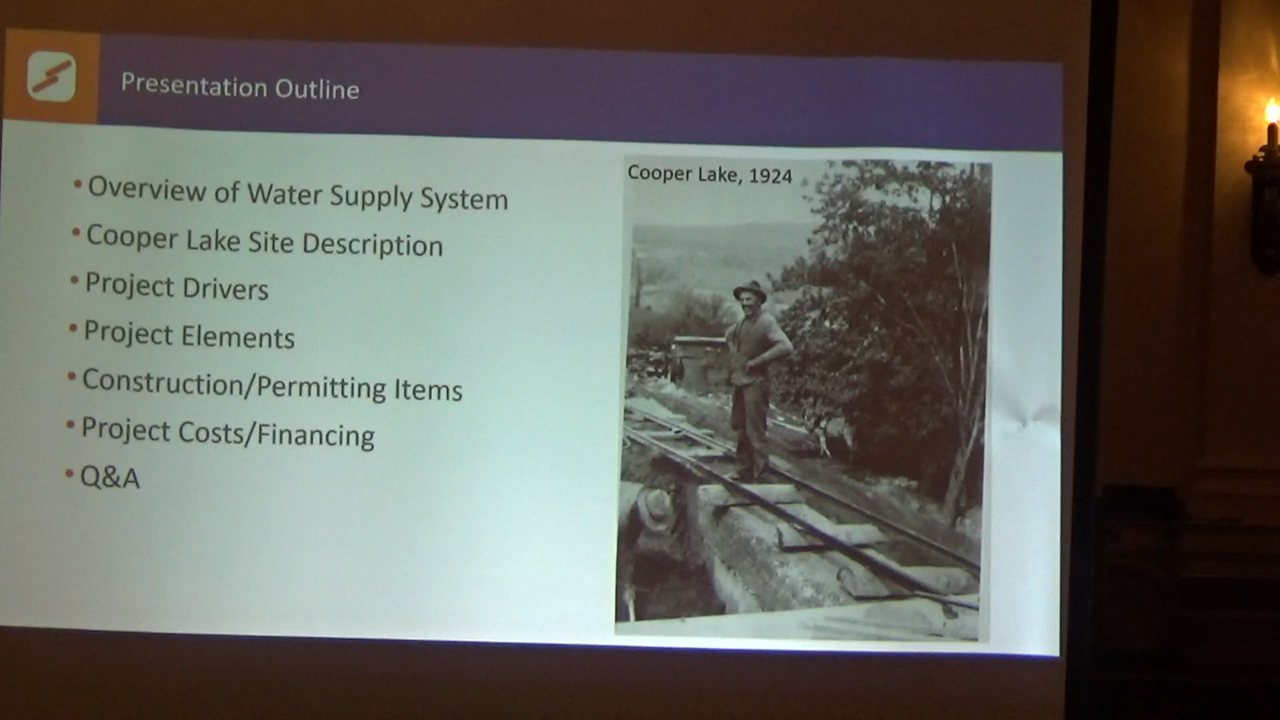 Presentation Outline
• Overview of Water Supply System
• Cooper Lake Site Description
• Project Drivers
• Project Elements
• Construction/Permitting Items
• Project Costs/Financing
• Q&A
Cooper Lake, 1924